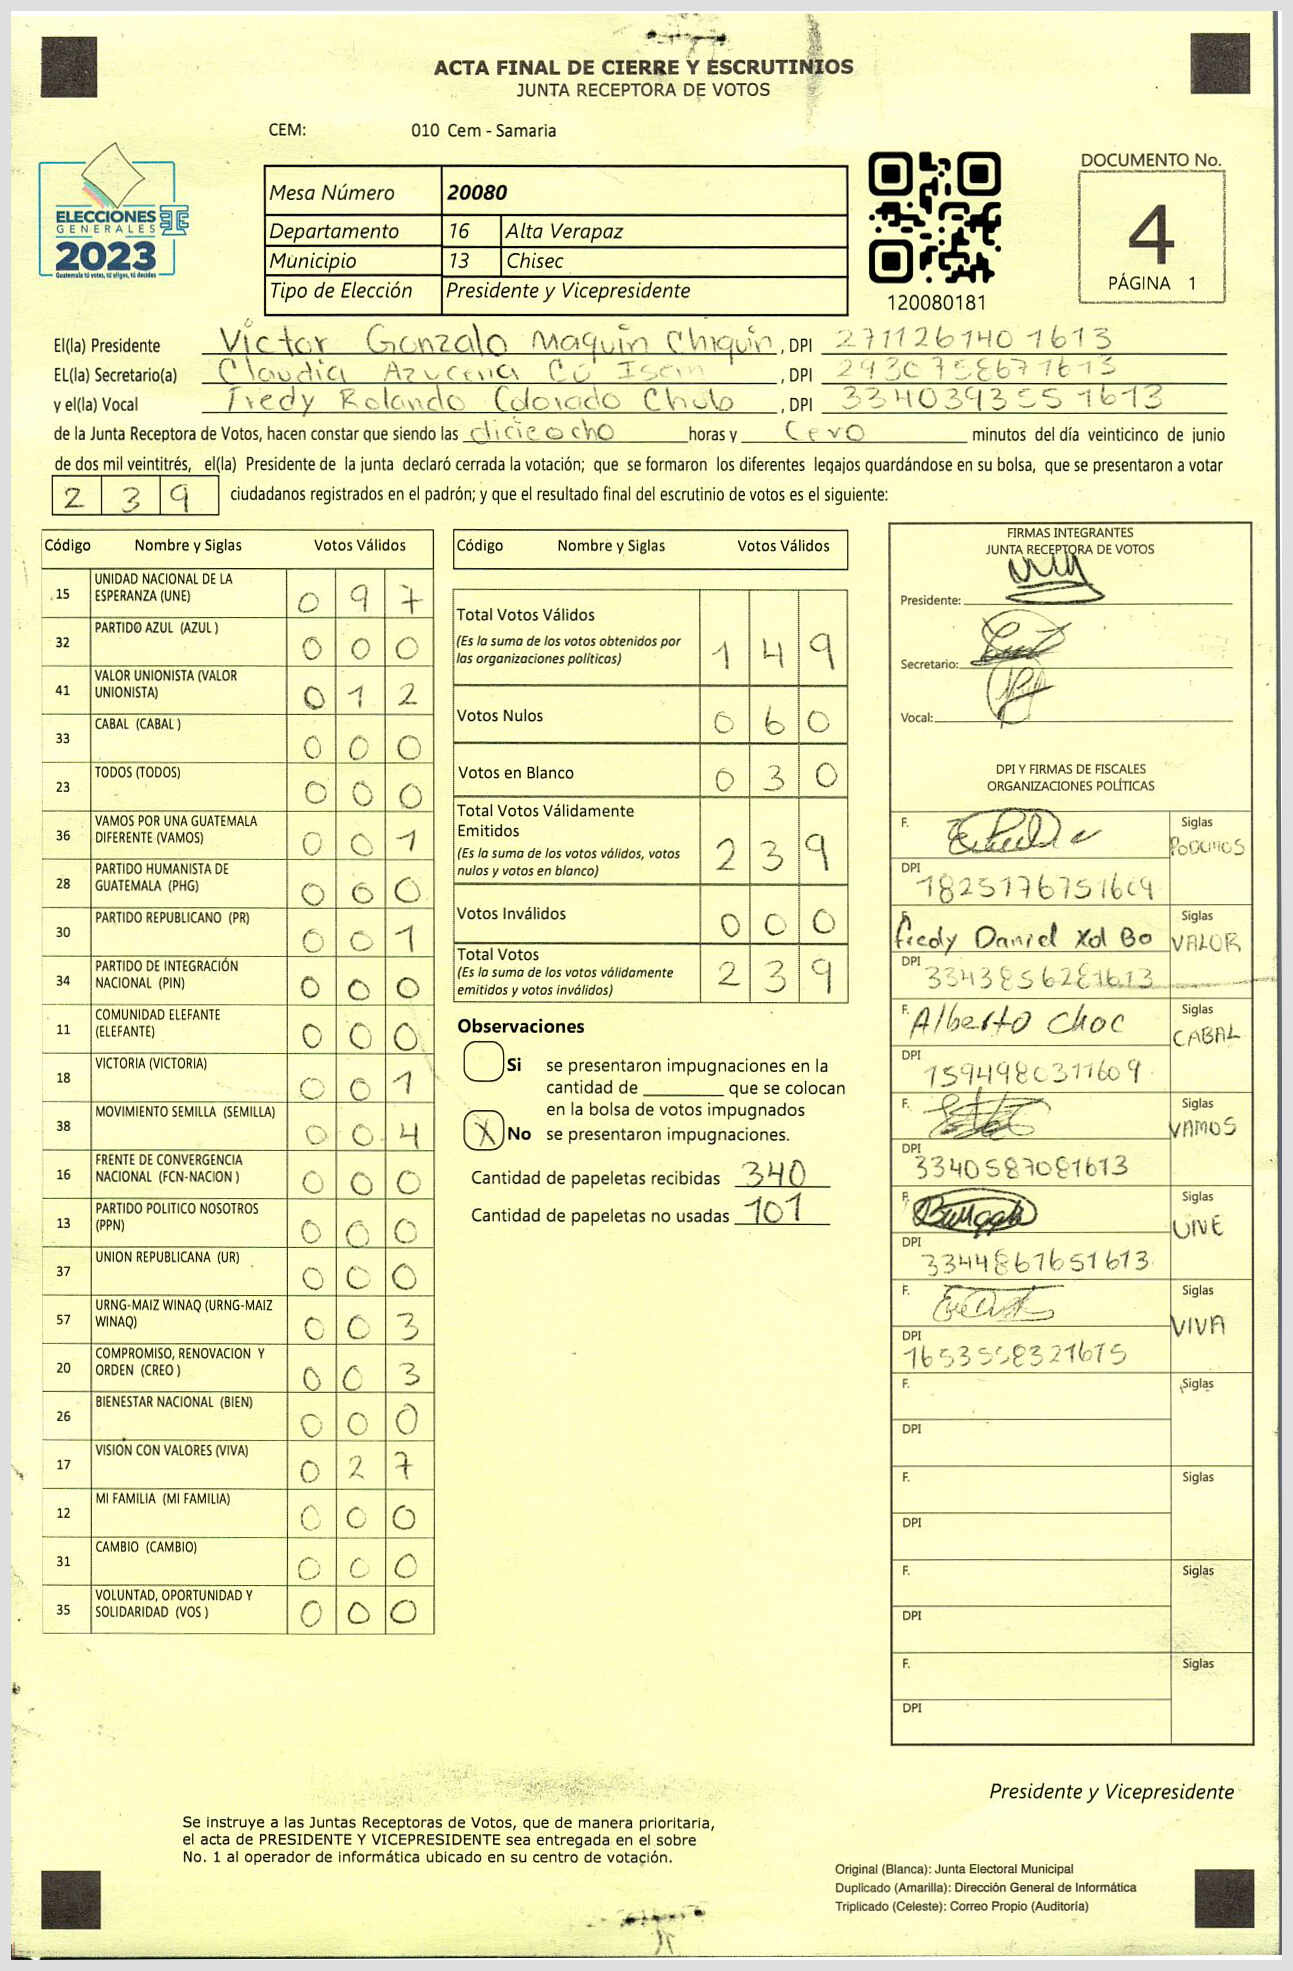 ACTA FINAL DE CIERRE Y ESCRUTINIOS
JUNTA RECEPTORA DE VOTOS
CEM: 010 Cem - Samaria
ELECCIONES
GENERALES
2023
Guatemala tú votas, tú eliges, tú decides
Mesa Número 20080
Departamento 16 Alta Verapaz
Municipio 13 Chisec
Tipo de Elección Presidente y Vicepresidente
120080181
DOCUMENTO No.
4
PÁGINA 1
El(la) Presidente Víctor Gonzalo Maquin Chiquin, DPI 2711261401613
EL(la) Secretario(a) Claudia Azucena Cú, DPI 2930758671613
y el(la) Vocal Fredy Rolando Colorado Chub, DPI 3340393551613
de la Junta Receptora de Votos, hacen constar que siendo las dicieocho horas y Cero minutos del día veinticinco de junio
de dos mil veintitrés, el(la) Presidente de la junta declaró cerrada la votación; que se formaron los diferentes legajos guardándose en su bolsa, que se presentaron a votar
2 3 9 ciudadanos registrados en el padrón; y que el resultado final del escrutinio de votos es el siguiente:
Código Nombre y Siglas Votos Válidos
15 UNIDAD NACIONAL DE LA ESPERANZA (UNE) 0 9 7
32 PARTIDO AZUL (AZUL ) 0 0 0
41 VALOR UNIONISTA (VALOR UNIONISTA) 0 1 2
33 CABAL (CABAL ) 0 0 0
23 TODOS (TODOS) 0 0 0
36 VAMOS POR UNA GUATEMALA DIFERENTE (VAMOS) 0 0 1
28 PARTIDO HUMANISTA DE GUATEMALA (PHG) 0 0 0
30 PARTIDO REPUBLICANO (PR) 0 0 1
34 PARTIDO DE INTEGRACIÓN NACIONAL (PIN) 0 0 0
11 COMUNIDAD ELEFANTE (ELEFANTE) 0 0 0
18 VICTORIA (VICTORIA) 0 0 1
38 MOVIMIENTO SEMILLA (SEMILLA) 0 0 4
16 FRENTE DE CONVERGENCIA NACIONAL (FCN-NACION ) 0 0 0
13 PARTIDO POLITICO NOSOTROS (PPN) 0 0 0
37 UNION REPUBLICANA (UR) 0 0 0
57 URNG-MAIZ WINAQ (URNG-MAIZ WINAQ) 0 0 3
20 COMPROMISO, RENOVACION Y ORDEN (CREO ) 0 0 3
26 BIENESTAR NACIONAL (BIEN) 0 0 0
17 VISION CON VALORES (VIVA) 0 2 7
12 MI FAMILIA (MI FAMILIA) 0 0 0
31 CAMBIO (CAMBIO) 0 0 0
35 VOLUNTAD, OPORTUNIDAD Y SOLIDARIDAD (VOS ) 0 0 0
Código Nombre y Siglas Votos Válidos
Total Votos Válidos 1 4 9
(Es la suma de los votos obtenidos por
las organizaciones políticas)
Votos Nulos 0 6 0
Votos en Blanco 0 3 0
Total Votos Válidamente
Emitidos 2 3 9
(Es la suma de los votos válidos, votos
nulos y votos en blanco)
Votos Inválidos 0 0 0
Total Votos 2 3 9
(Es la suma de los votos válidamente
emitidos y votos inválidos)
Observaciones
Si se presentaron impugnaciones en la
cantidad de ________ que se colocan
en la bolsa de votos impugnados
X No se presentaron impugnaciones.
Cantidad de papeletas recibidas 340
Cantidad de papeletas no usadas 101
FIRMAS INTEGRANTES
JUNTA RECEPTORA DE VOTOS
Presidente:
Secretario:
Vocal:
DPI Y FIRMAS DE FISCALES
ORGANIZACIONES POLÍTICAS
F. Siglas PODEMOS
DPI 1825176751609
F. Fredy Daniel Xol Bo Siglas VALOR
DPI 3343856281613
F. Alberto Choc Siglas CABAL
DPI 1594980311609
F. Siglas VAMOS
DPI 3340587081613
F. Siglas UNE
DPI 3344861651613
F. Siglas VIVA
DPI
F. Siglas
DPI
F. Siglas
DPI
F. Siglas
DPI
F. Siglas
DPI
Presidente y Vicepresidente
Se instruye a las Juntas Receptoras de Votos, que de manera prioritaria,
el acta de PRESIDENTE Y VICEPRESIDENTE sea entregada en el sobre
No. 1 al operador de informática ubicado en su centro de votación.
Original (Blanca): Junta Electoral Municipal
Duplicado (Amarilla): Dirección General de Informática
Triplicado (Celeste): Correo Propio (Auditoría)